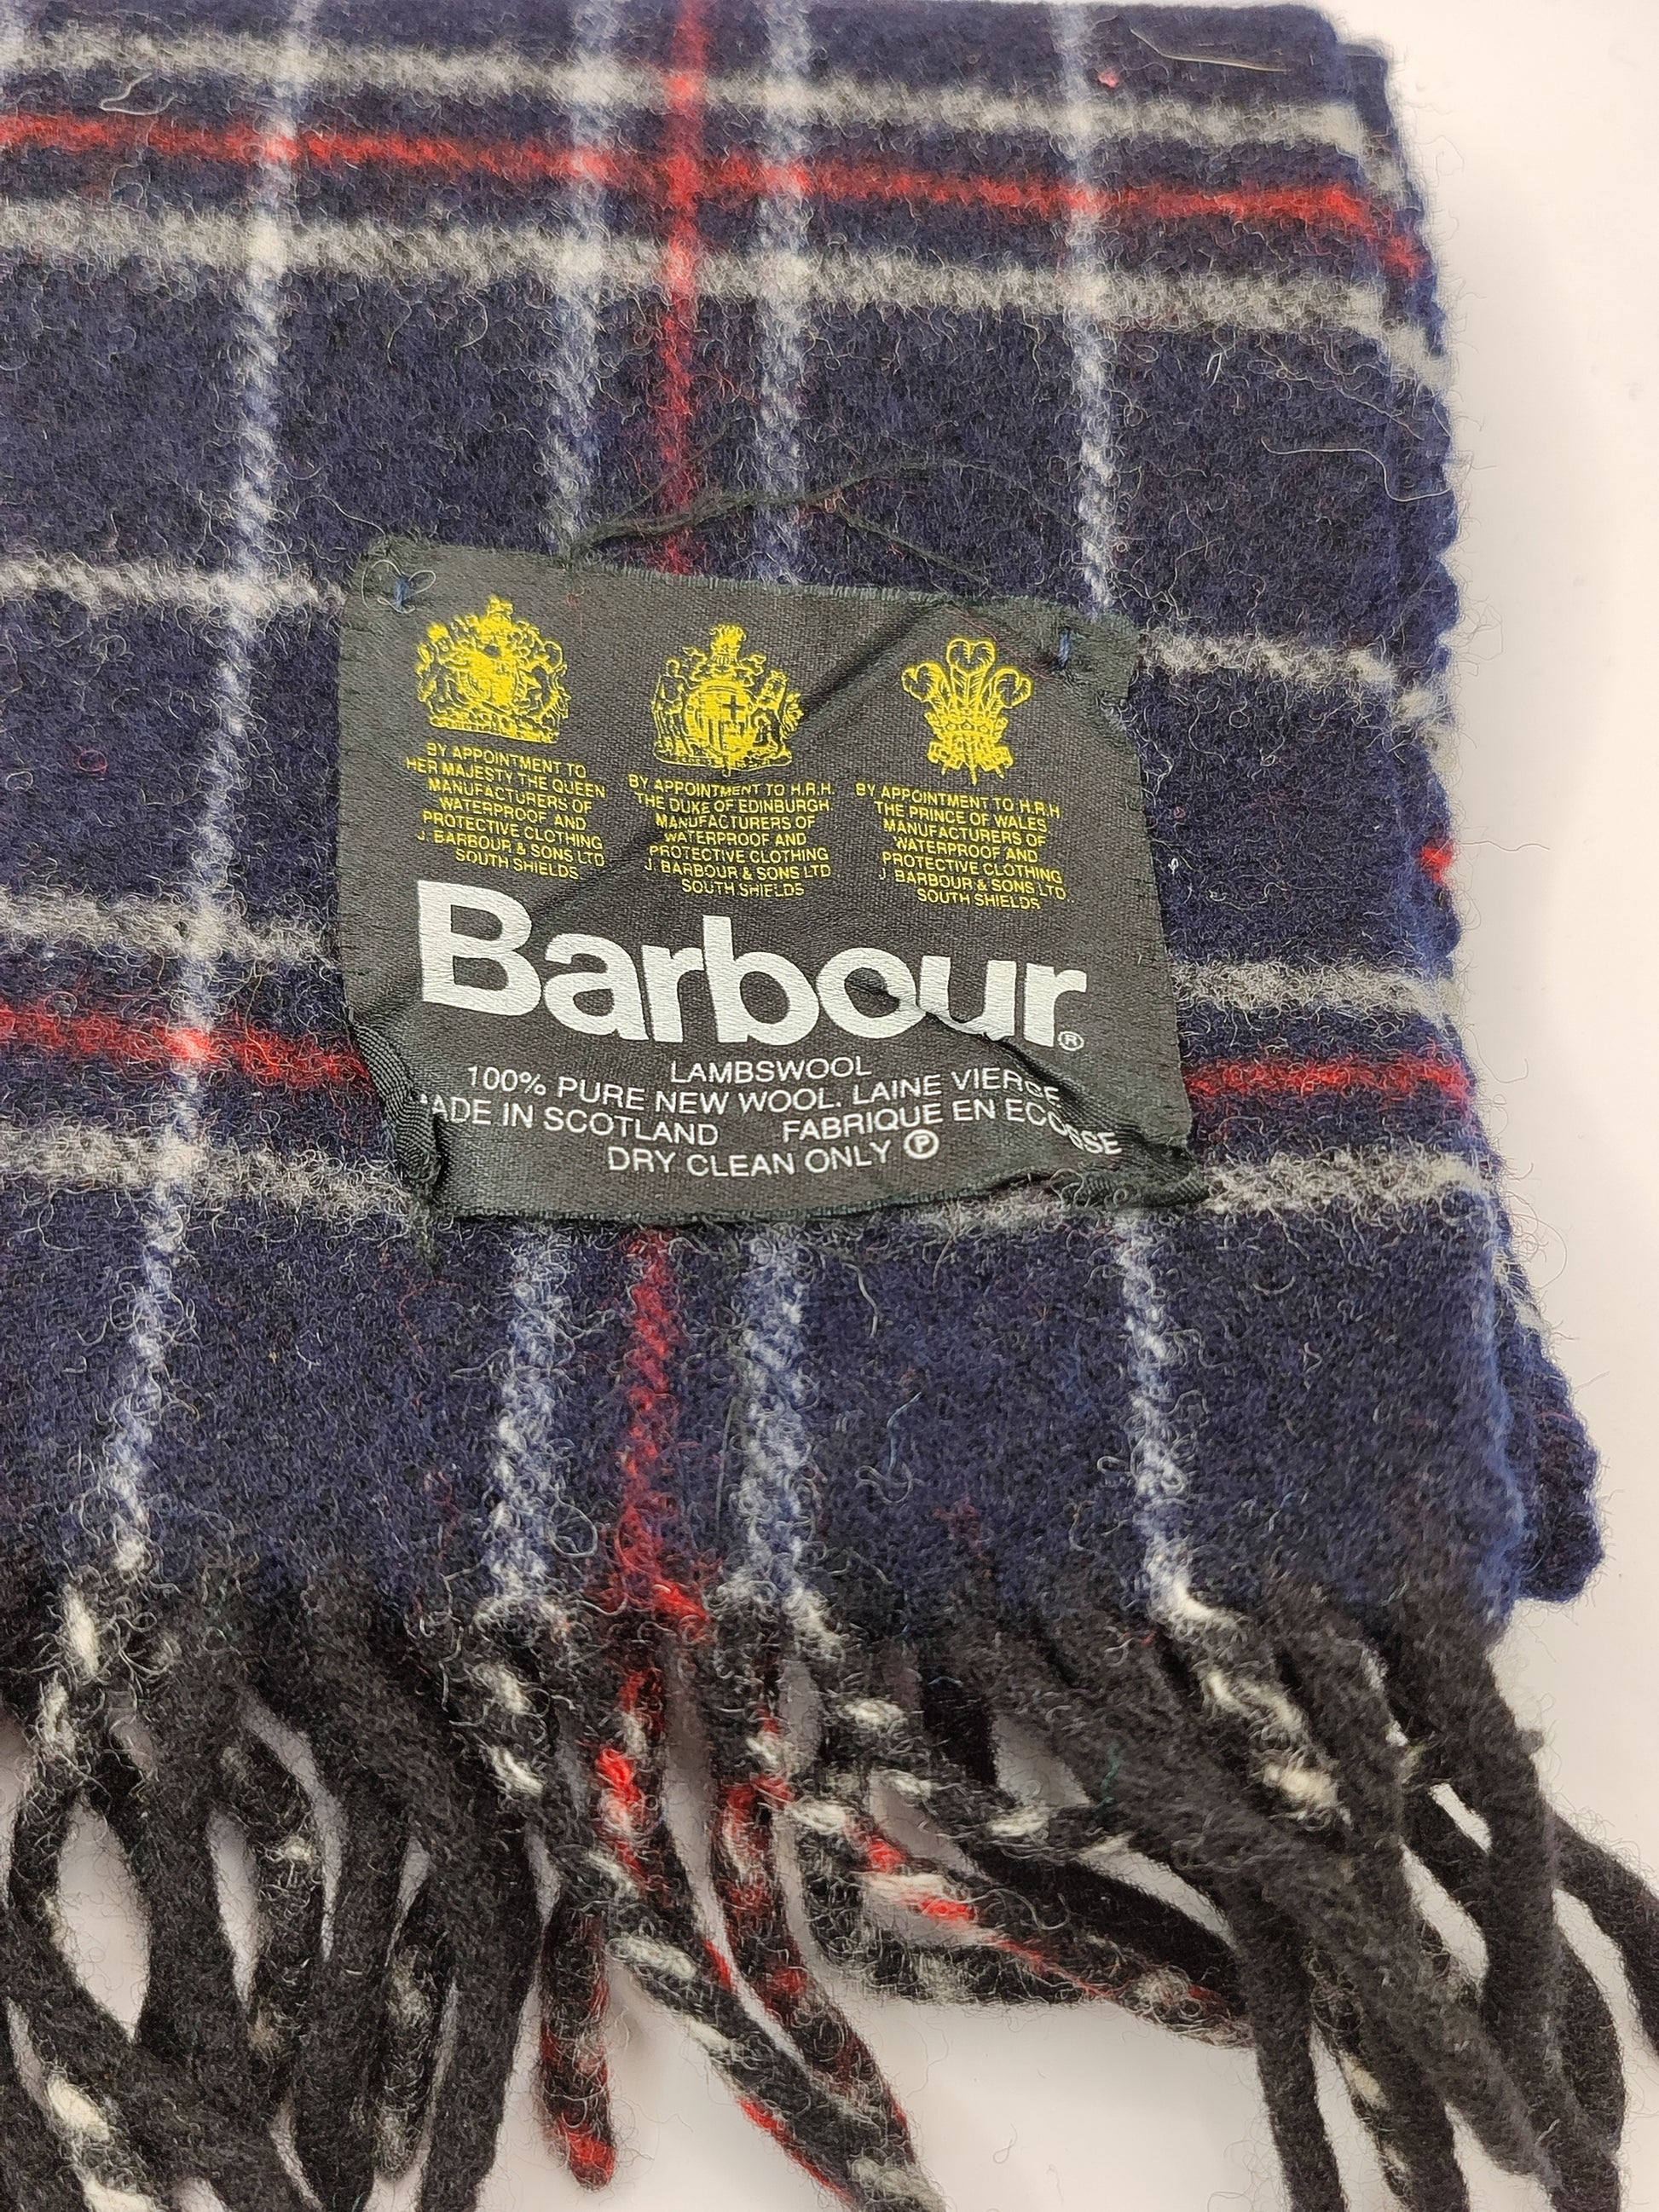 BY APPOINTMENT TO
HER MAJESTY THE QUEEN
MANUFACTURERS OF
WATERPROOF AND
PROTECTIVE CLOTHING
J. BARBOUR & SONS LTD
SOUTH SHIELDS
BY APPOINTMENT TO H.R.H.
THE DUKE OF EDINBURGH
MANUFACTURERS OF
WATERPROOF AND
PROTECTIVE CLOTHING
J. BARBOUR & SONS LTD
SOUTH SHIELDS
BY APPOINTMENT TO H.R.H
THE PRINCE OF WALES
MANUFACTURERS OF
WATERPROOF AND
PROTECTIVE CLOTHING
J. BARBOUR & SONS LTD.
SOUTH SHIELDS
Barbour®
LAMBSWOOL
100% PURE NEW WOOL. LAINE VIERGE
MADE IN SCOTLAND FABRIQUE EN ECOSSE
DRY CLEAN ONLY Ⓟ